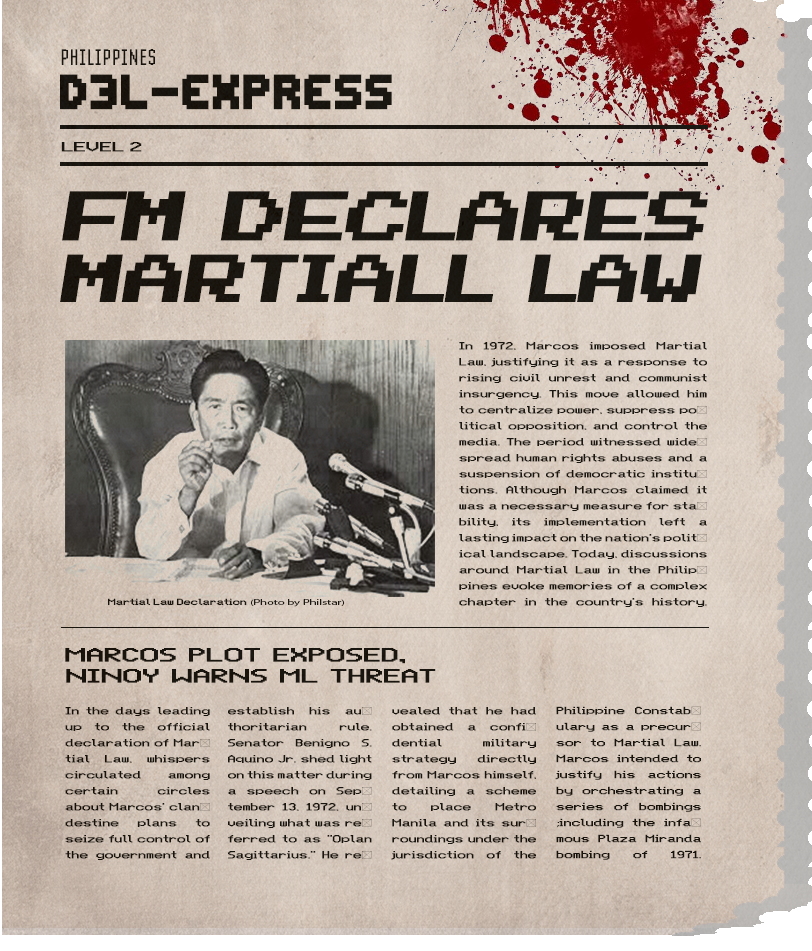 PHILIPPINES
D3L-EXPRESS
LEVEL 2
FM DECLARES
MARTIALL LAW
In 1972, Marcos imposed Martial
Law, justifying it as a response to
rising civil unrest and communist
insurgency. This move allowed him
to centralize power, suppress po
litical opposition, and control the
media. The period witnessed wide
spread human rights abuses and a
suspension of democratic institu
tions. Although Marcos claimed it
was a necessary measure for sta
bility, its implementation left a
lasting impact on the nation's polit
ical landscape. Today, discussions
around Martial Law in the Philip
pines evoke memories of a complex
chapter in the country's history.
Martial Law Declaration (Photo by Philstar)
MARCOS PLOT EXPOSED,
NINOY WARNS ML THREAT
In the days leading
up to the official
declaration of Mar
tial Law, whispers
circulated among
certain circles
about Marcos' clan
destine plans to
seize full control of
the government and
establish his au
thoritarian rule.
Senator Benigno S.
Aquino Jr. shed light
on this matter during
a speech on Sep
tember 13, 1972, un
veiling what was re
ferred to as "Oplan
Sagittarius." He re
vealed that he had
obtained a confi
dential military
strategy directly
from Marcos himself,
detailing a scheme
to place Metro
Manila and its sur
roundings under the
jurisdiction of the
Philippine Constab
ulary as a precur
sor to Martial Law.
Marcos intended to
justify his actions
by orchestrating a
series of bombings
;including the infa
mous Plaza Miranda
bombing of 1971.